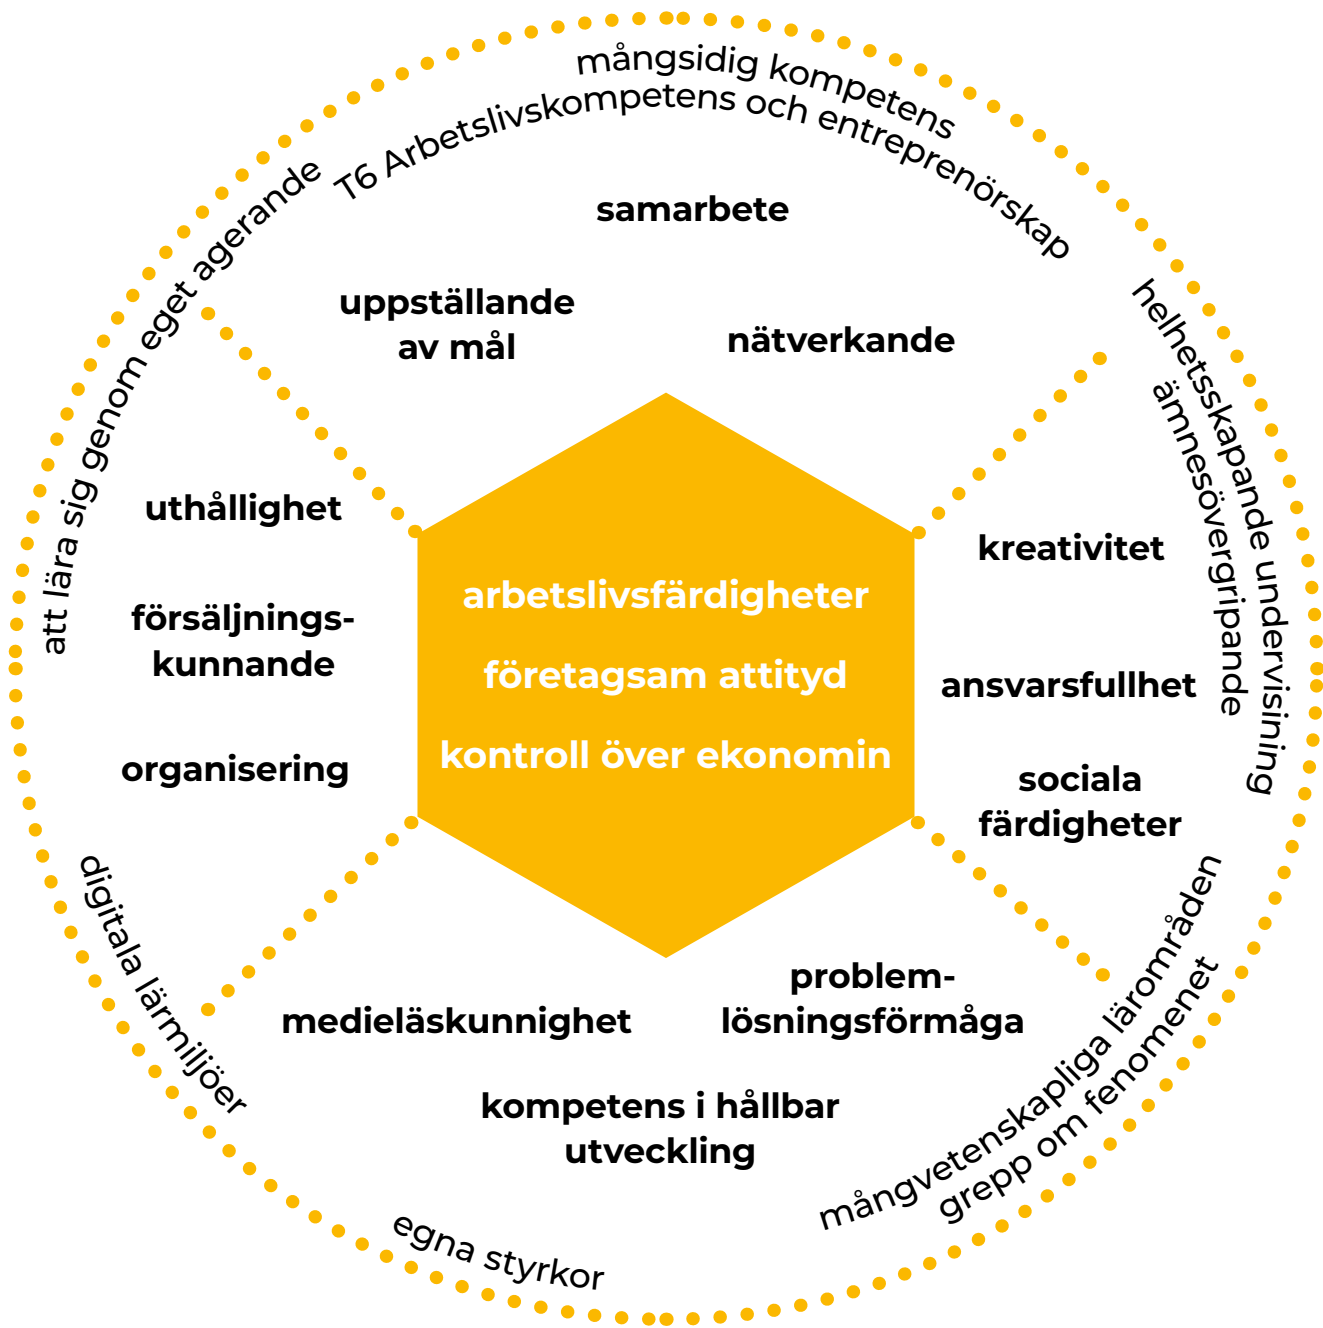 mångsidig kompetens
T6 Arbetslivskompetens och entreprenörskap
att lära sig genom eget agerande
samarbete
uppställande
av mål
nätverkande
helhetsskapande undervisining
ämnesövergripande
uthållighet
försäljnings-
kunnande
organisering
arbetslivsfärdigheter
företagsam attityd
kontroll över ekonomin
kreativitet
ansvarsfullhet
sociala
färdigheter
digitala lärmiljöer
medieläskunnighet
problem-
lösningsförmåga
kompetens i hållbar
utveckling
mångvetenskapliga lärområden
grepp om fenomenet
egna styrkor